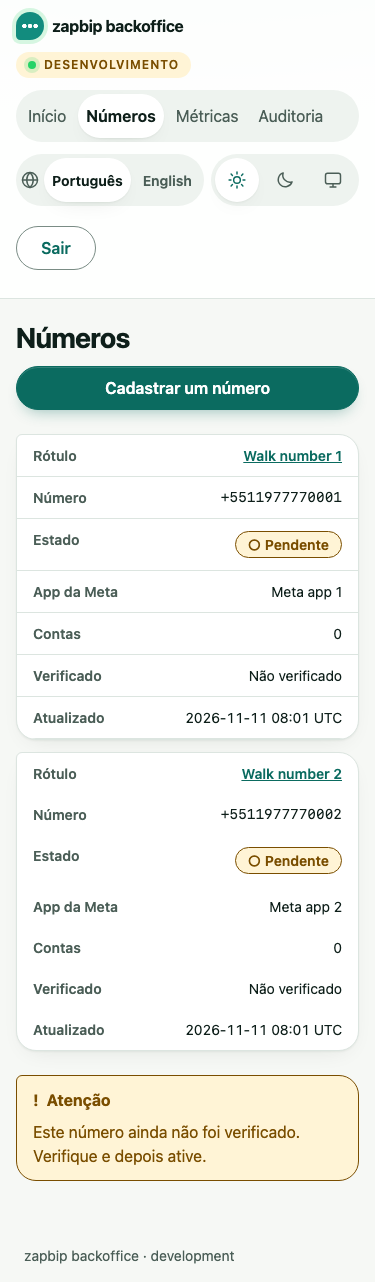 zapbip backoffice
DESENVOLVIMENTO
Início Números Métricas Auditoria
Português English
Sair
Números
Cadastrar um número
Rótulo Walk number 1
Número +5511977770001
Estado Pendente
App da Meta Meta app 1
Contas 0
Verificado Não verificado
Atualizado 2026-11-11 08:01 UTC
Rótulo Walk number 2
Número +5511977770002
Estado Pendente
App da Meta Meta app 2
Contas 0
Verificado Não verificado
Atualizado 2026-11-11 08:01 UTC
! Atenção
Este número ainda não foi verificado.
Verifique e depois ative.
zapbip backoffice · development